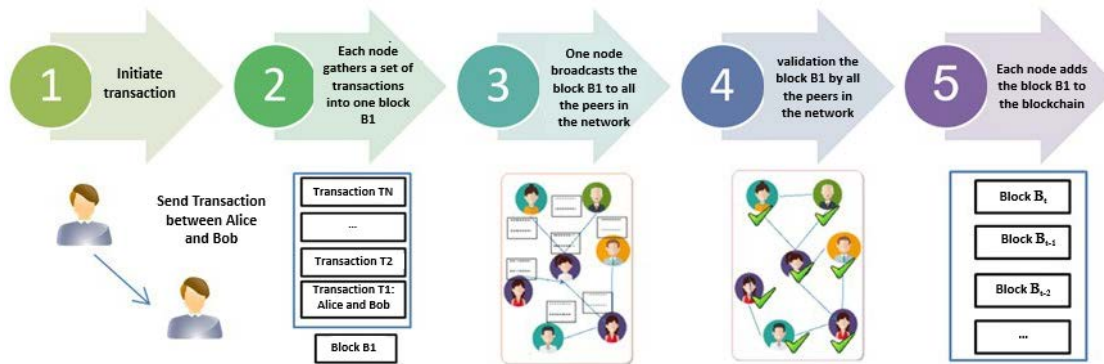 1
Initiate
transaction
2
Each node
gathers a set of
transactions
into one block
B1
3
One node
broadcasts the
block B1 to all
the peers in
the network
4
validation the
block B1 by all
the peers in
the network
5
Each node adds
the block B1 to
the blockchain
Send Transaction
between Alice
and Bob
Transaction TN
...
Transaction T2
Transaction T1:
Alice and Bob
Block B1
Block Bt
Block Bt-1
Block Bt-2
...